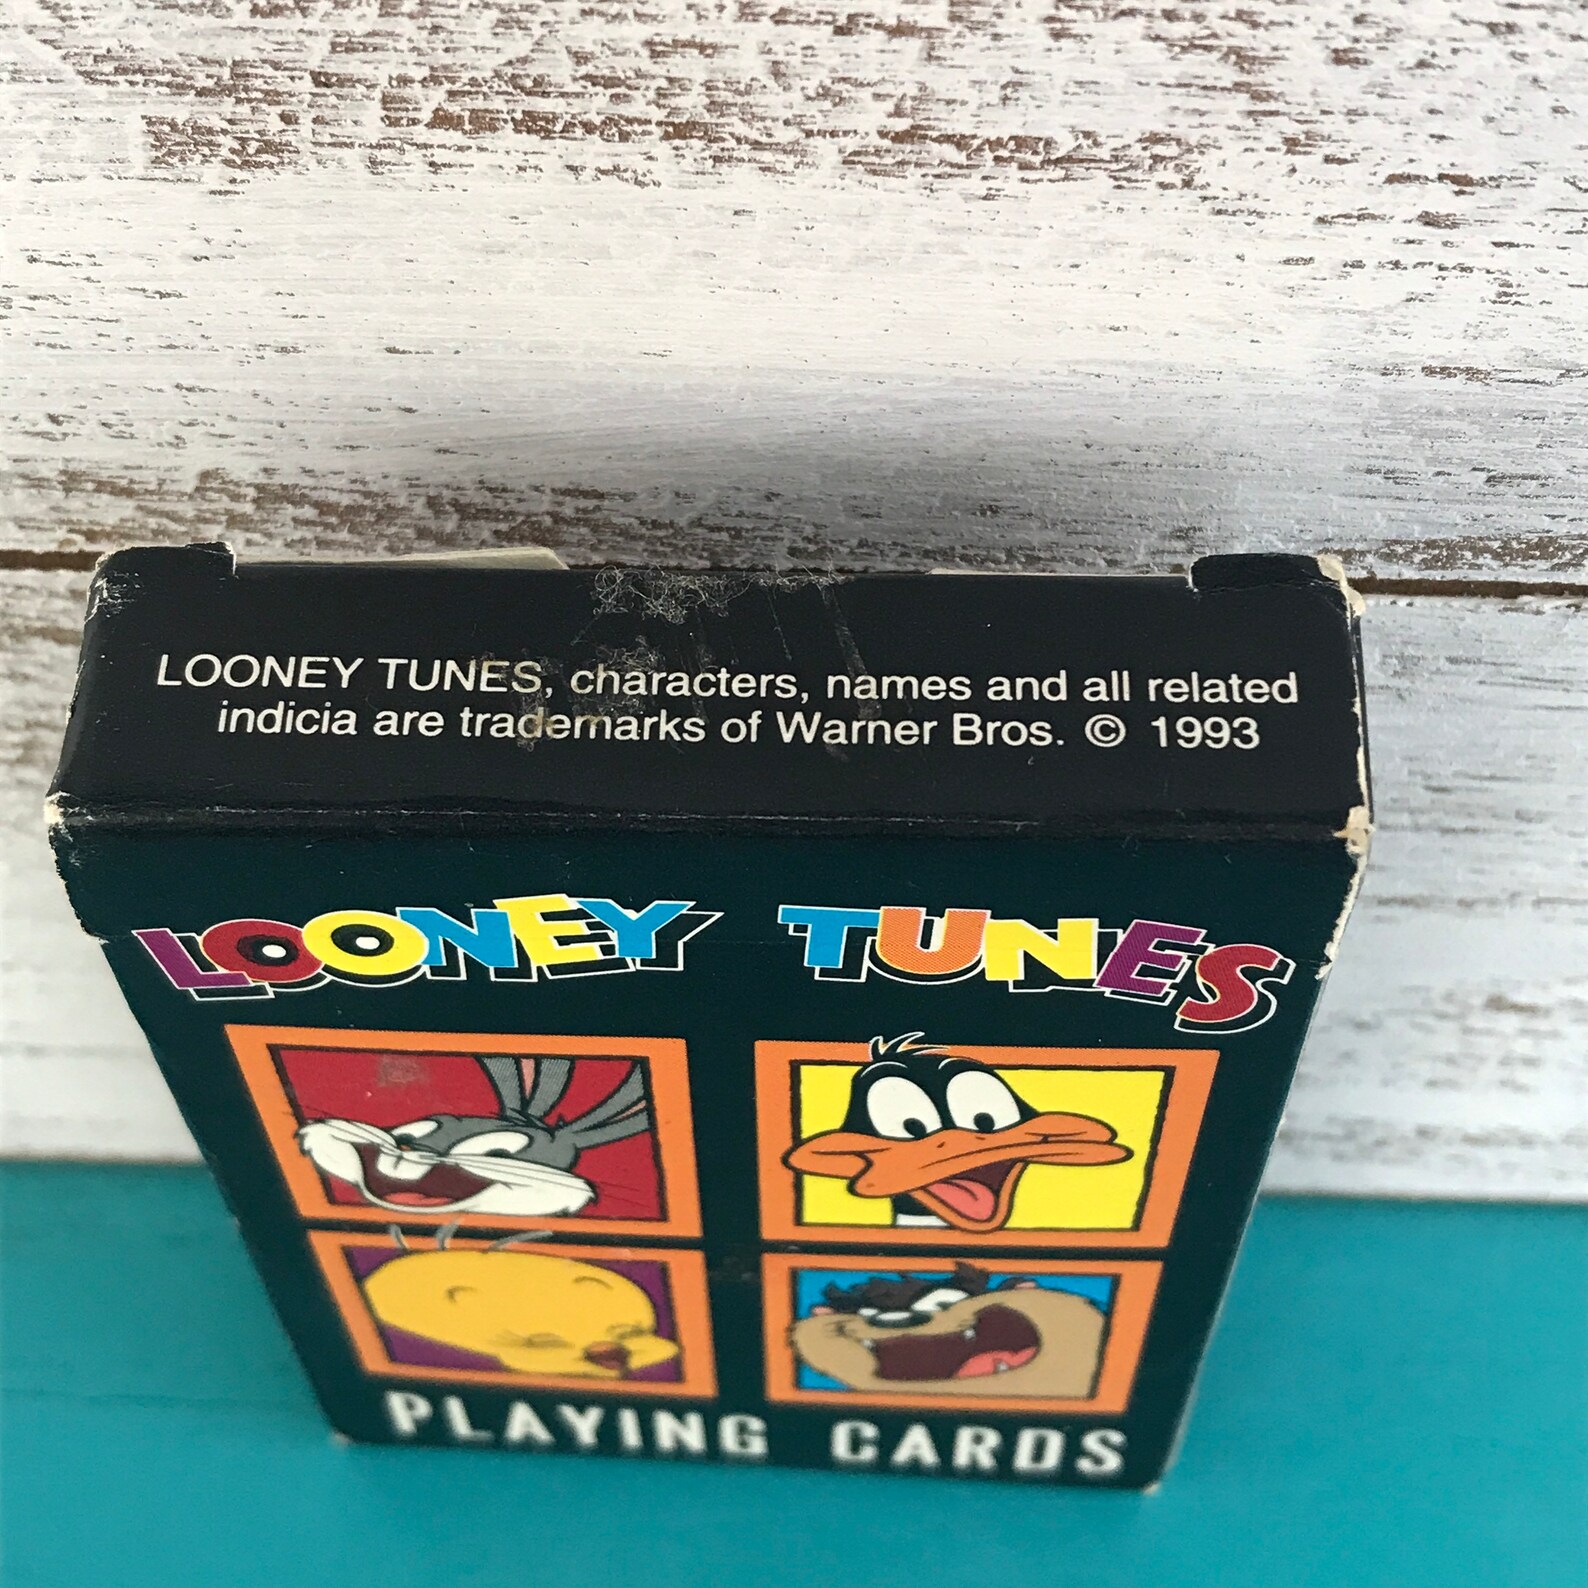 LOONEY TUNES, characters, names and all related
indicia are trademarks of Warner Bros. © 1993
LOONEY TUNES
PLAYING CARDS